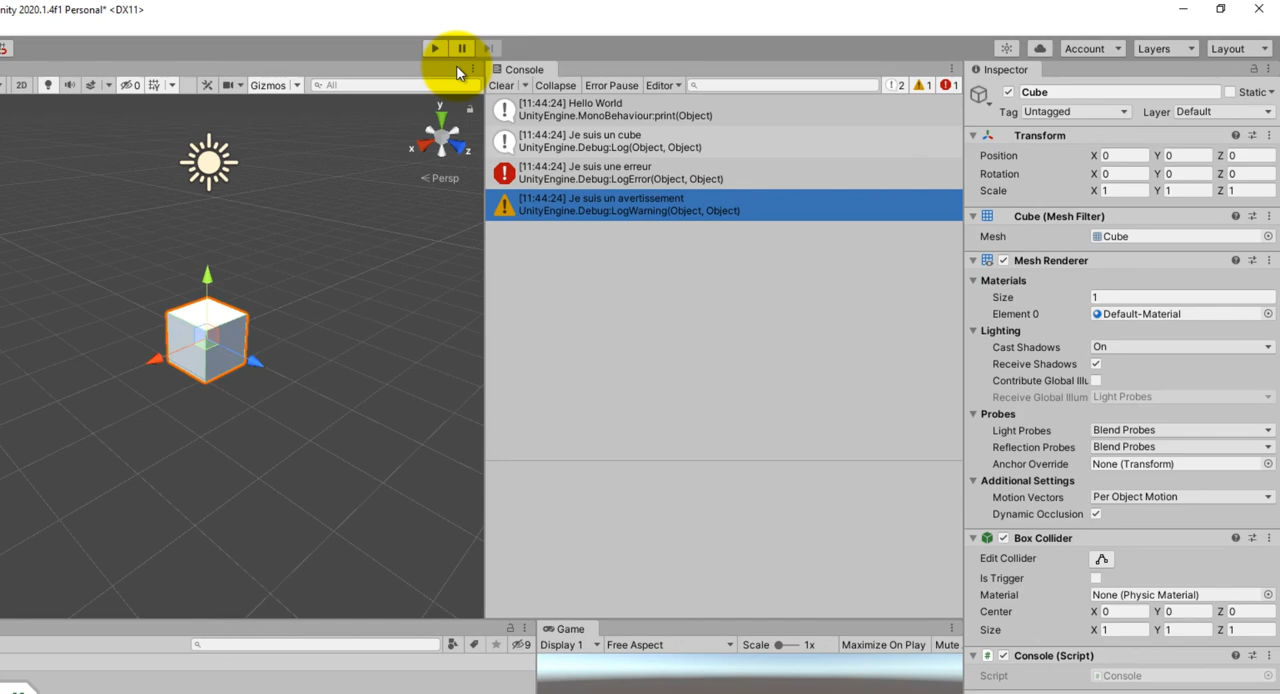 nity 2020.1.4f1 Personal* <DX11>
Account Layers Layout
2D 0 Gizmos All
Console
Clear Collapse Error Pause Editor 2 1 1
[11:44:24] Hello World
UnityEngine.MonoBehaviour:print(Object)
[11:44:24] Je suis un cube
UnityEngine.Debug:Log(Object, Object)
[11:44:24] Je suis une erreur
UnityEngine.Debug:LogError(Object, Object)
[11:44:24] Je suis un avertissement
UnityEngine.Debug:LogWarning(Object, Object)
y
x z
Persp
Inspector
Cube Static
Tag Untagged Layer Default
Transform
Position X 0 Y 0 Z 0
Rotation X 0 Y 0 Z 0
Scale X 1 Y 1 Z 1
Cube (Mesh Filter)
Mesh Cube
Mesh Renderer
Materials
Size 1
Element 0 Default-Material
Lighting
Cast Shadows On
Receive Shadows
Contribute Global Illu
Receive Global Illum Light Probes
Probes
Light Probes Blend Probes
Reflection Probes Blend Probes
Anchor Override None (Transform)
Additional Settings
Motion Vectors Per Object Motion
Dynamic Occlusion
Box Collider
Edit Collider
Is Trigger
Material None (Physic Material)
Center X 0 Y 0 Z 0
Size X 1 Y 1 Z 1
Console (Script)
Script Console
9
Game
Display 1 Free Aspect Scale 1x Maximize On Play Mute